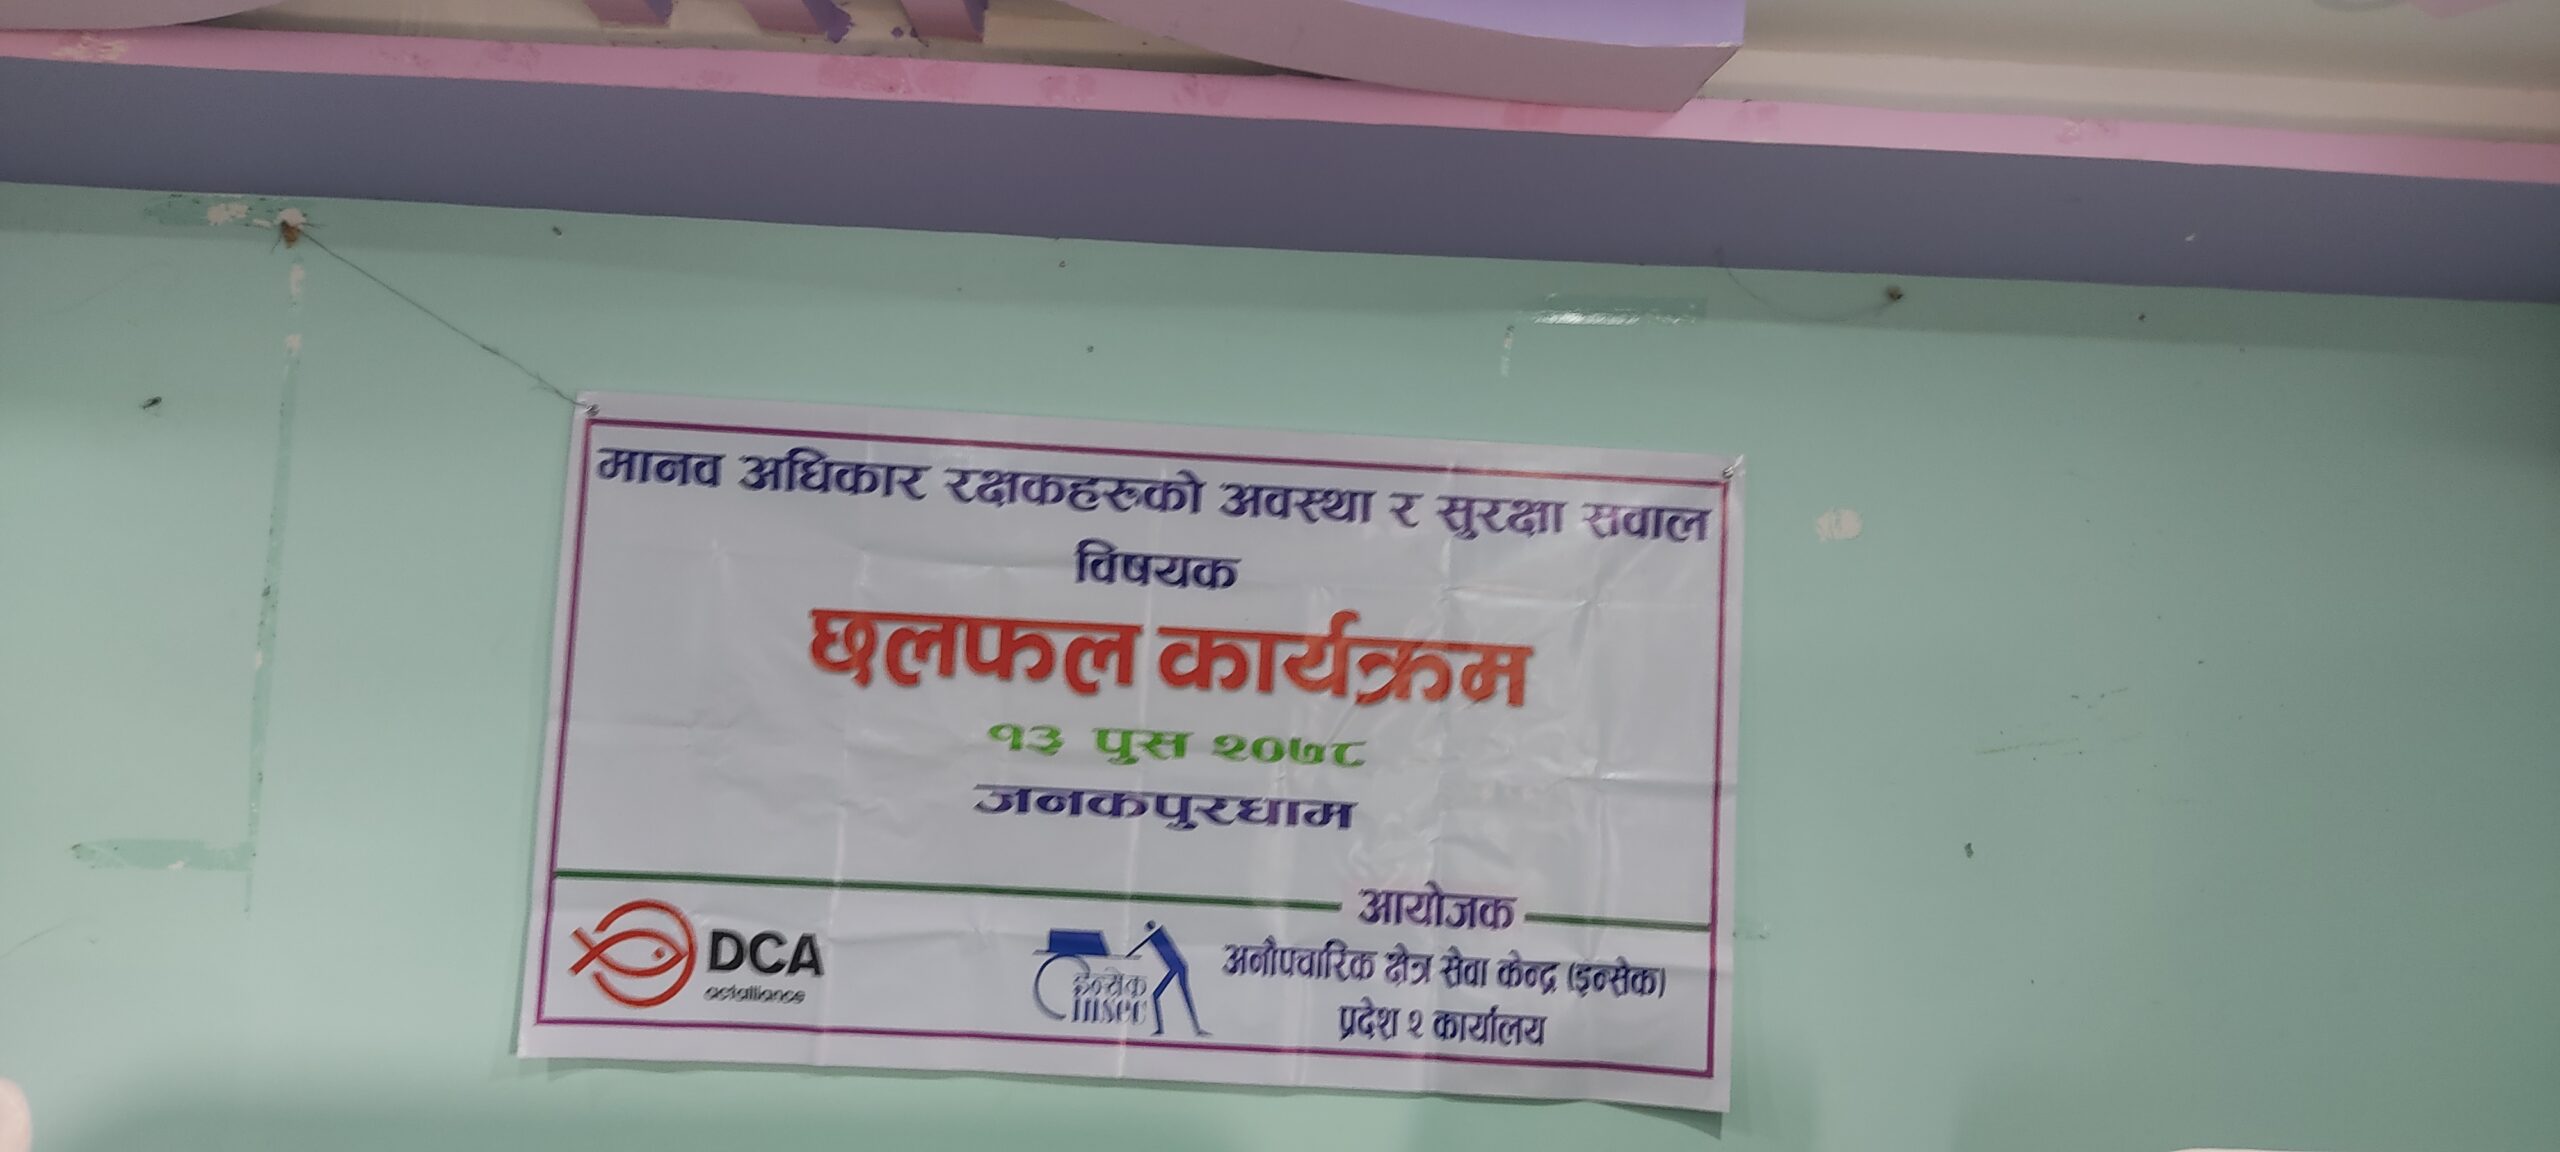 मानव अधिकार रक्षकहरुको अवस्था र सुरक्षा सवाल
विषयक
छलफल कार्यक्रम
१३ पुस २०७८
जनकपुरधाम
आयोजक
DCA
actalliance
इन्सेक
insec
अनौपचारिक क्षेत्र सेवा केन्द्र (इन्सेक)
प्रदेश २ कार्यालय